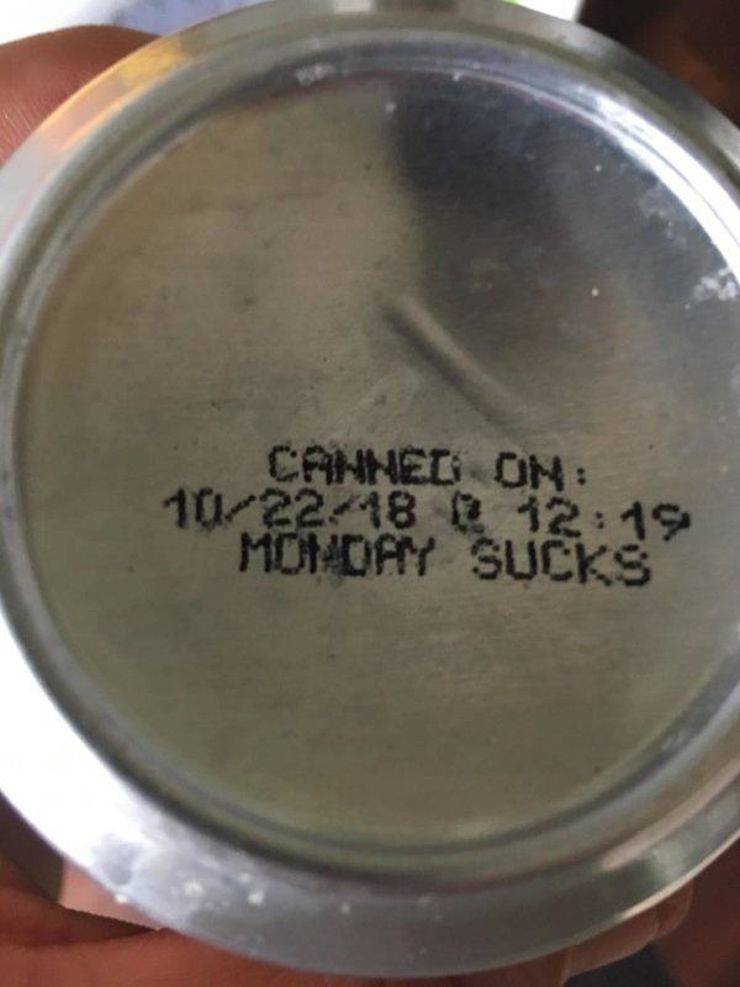 CANNED ON:
10/22/18 @ 12:19
MONDAY SUCKS